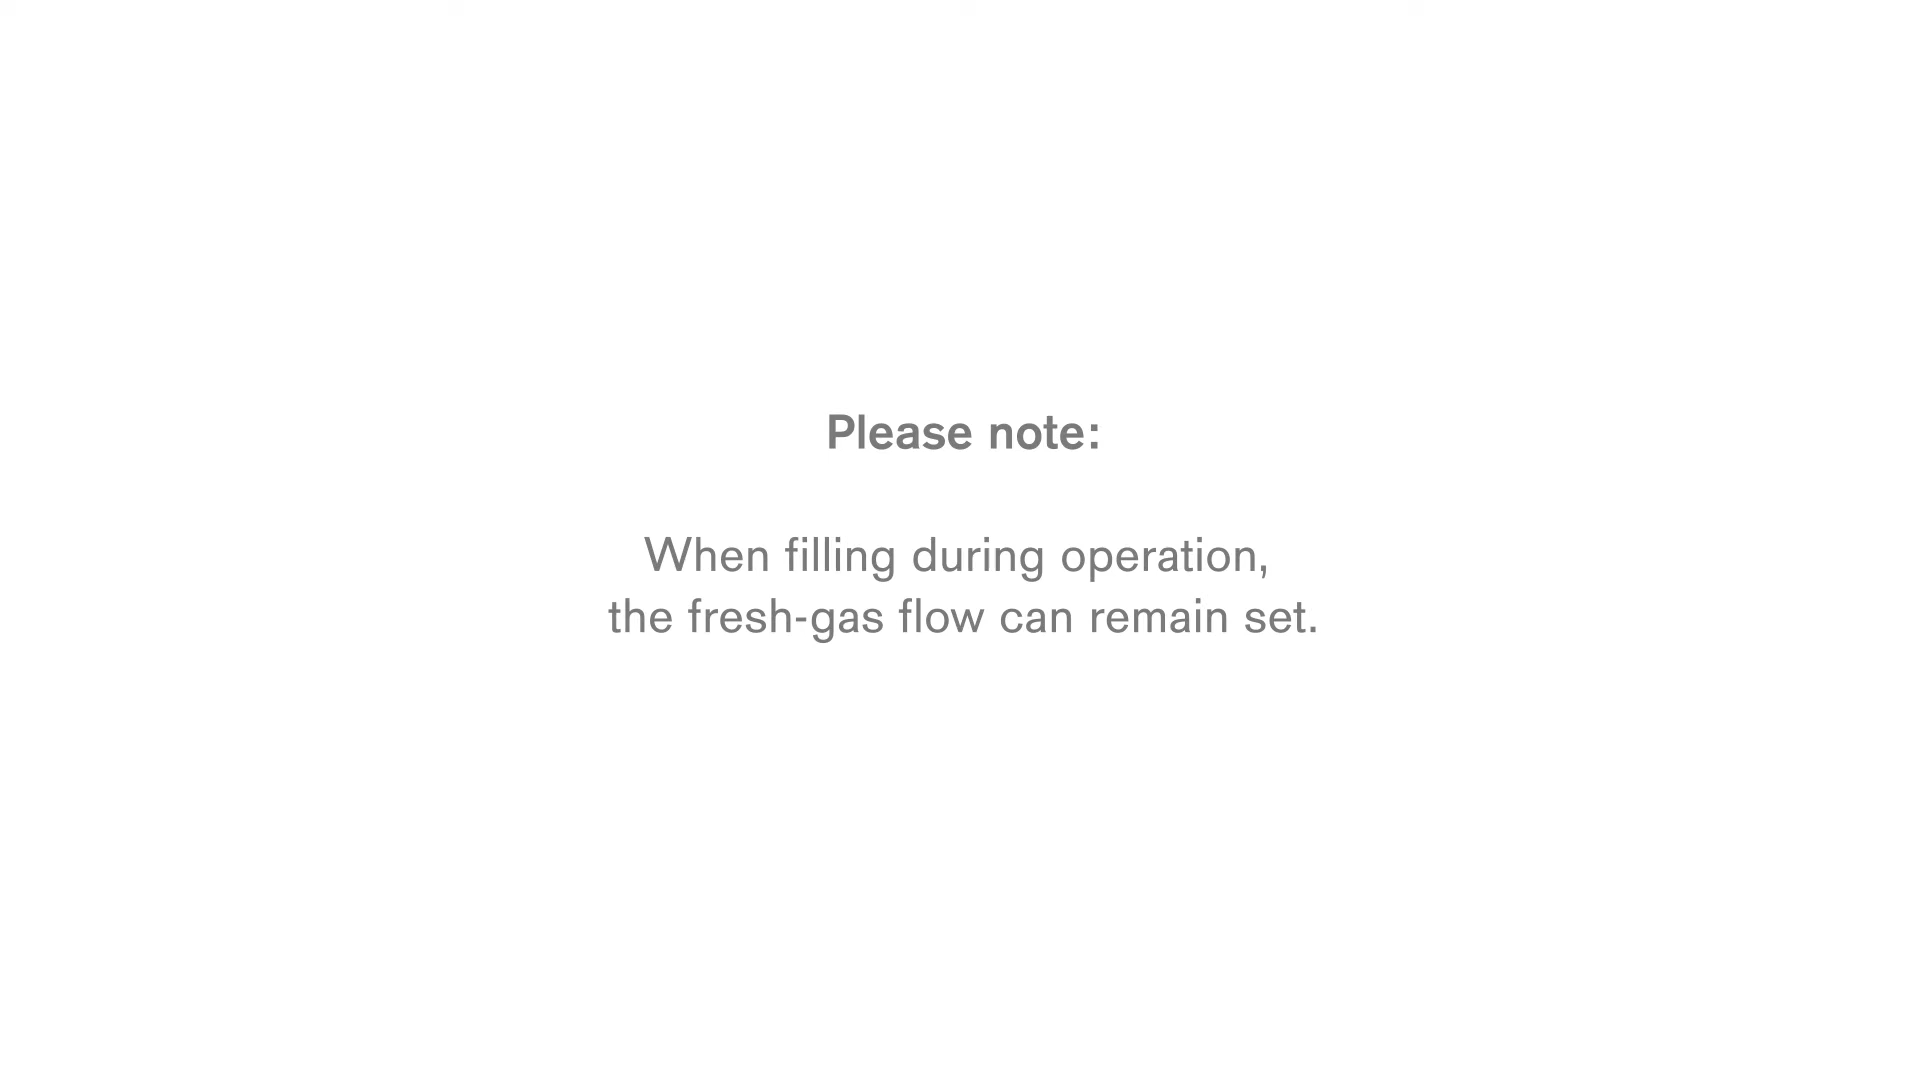 Please note:
When filling during operation,
the fresh-gas flow can remain set.